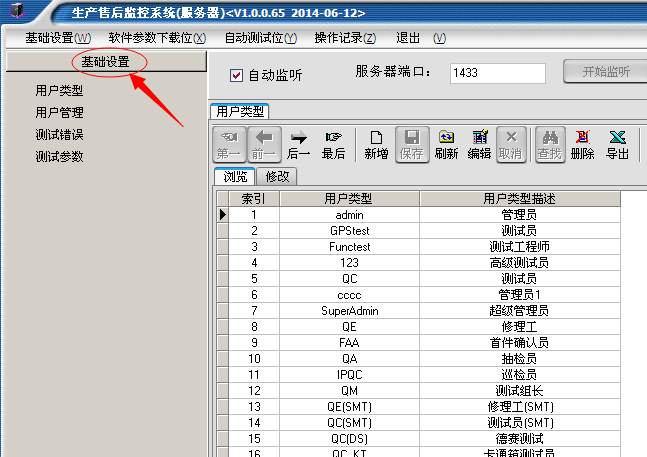 生产售后监控系统(服务器)<V1.0.0.65 2014-06-12>
基础设置(W) 软件参数下载位(X) 自动测试位(Y) 操作记录(Z) 退出 (V)
基础设置
用户类型
用户管理
测试错误
测试参数
自动监听 服务器端口： 1433 开始监听
用户类型
第一 前一 后一 最后 新增 保存 刷新 编辑 取消 查找 删除 导出
浏览 修改
索引 用户类型 用户类型描述
1 admin 管理员
2 GPStest 测试员
3 Functest 测试工程师
4 123 高级测试员
5 QC 测试员
6 cccc 管理员1
7 SuperAdmin 超级管理员
8 QE 修理工
9 FAA 首件确认员
10 QA 抽检员
11 IPQC 巡检员
12 QM 测试组长
13 QE(SMT) 修理工(SMT)
14 QC(SMT) 测试员(SMT)
15 QC(DS) 德赛测试
16 QC_KT 卡通箱测试员